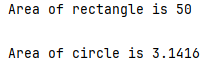 Area of rectangle is 50
Area of circle is 3.1416